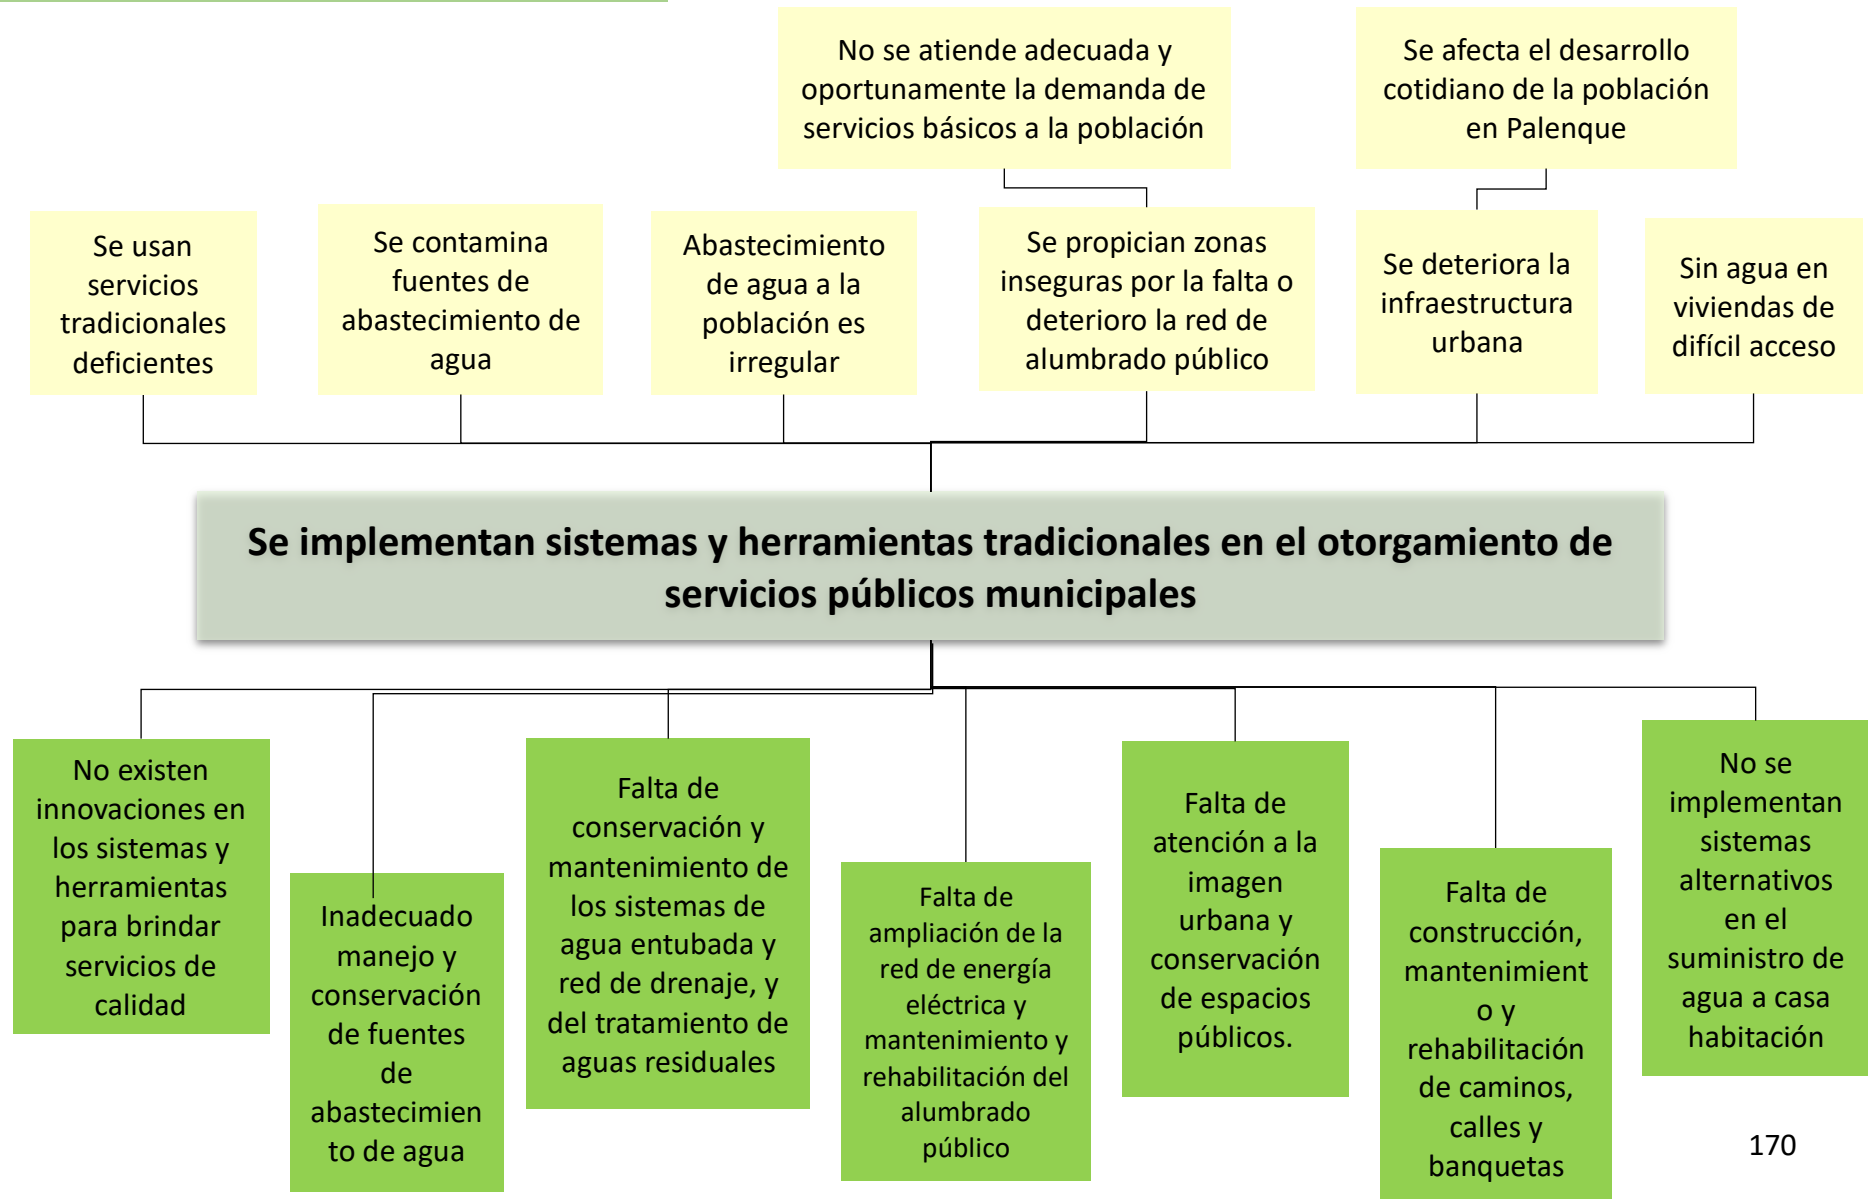 No se atiende adecuada y
oportunamente la demanda de
servicios básicos a la población
Se afecta el desarrollo
cotidiano de la población
en Palenque
Se usan
servicios
tradicionales
deficientes
Se contamina
fuentes de
abastecimiento de
agua
Abastecimiento
de agua a la
población es
irregular
Se propician zonas
inseguras por la falta o
deterioro la red de
alumbrado público
Se deteriora la
infraestructura
urbana
Sin agua en
viviendas de
difícil acceso
Se implementan sistemas y herramientas tradicionales en el otorgamiento de
servicios públicos municipales
No existen
innovaciones en
los sistemas y
herramientas
para brindar
servicios de
calidad
Inadecuado
manejo y
conservación
de fuentes
de
abastecimien
to de agua
Falta de
conservación y
mantenimiento de
los sistemas de
agua entubada y
red de drenaje, y
del tratamiento de
aguas residuales
Falta de
ampliación de la
red de energía
eléctrica y
mantenimiento y
rehabilitación del
alumbrado
público
Falta de
atención a la
imagen
urbana y
conservación
de espacios
públicos.
Falta de
construcción,
mantenimient
o y
rehabilitación
de caminos,
calles y
banquetas
No se
implementan
sistemas
alternativos
en el
suministro de
agua a casa
habitación
170